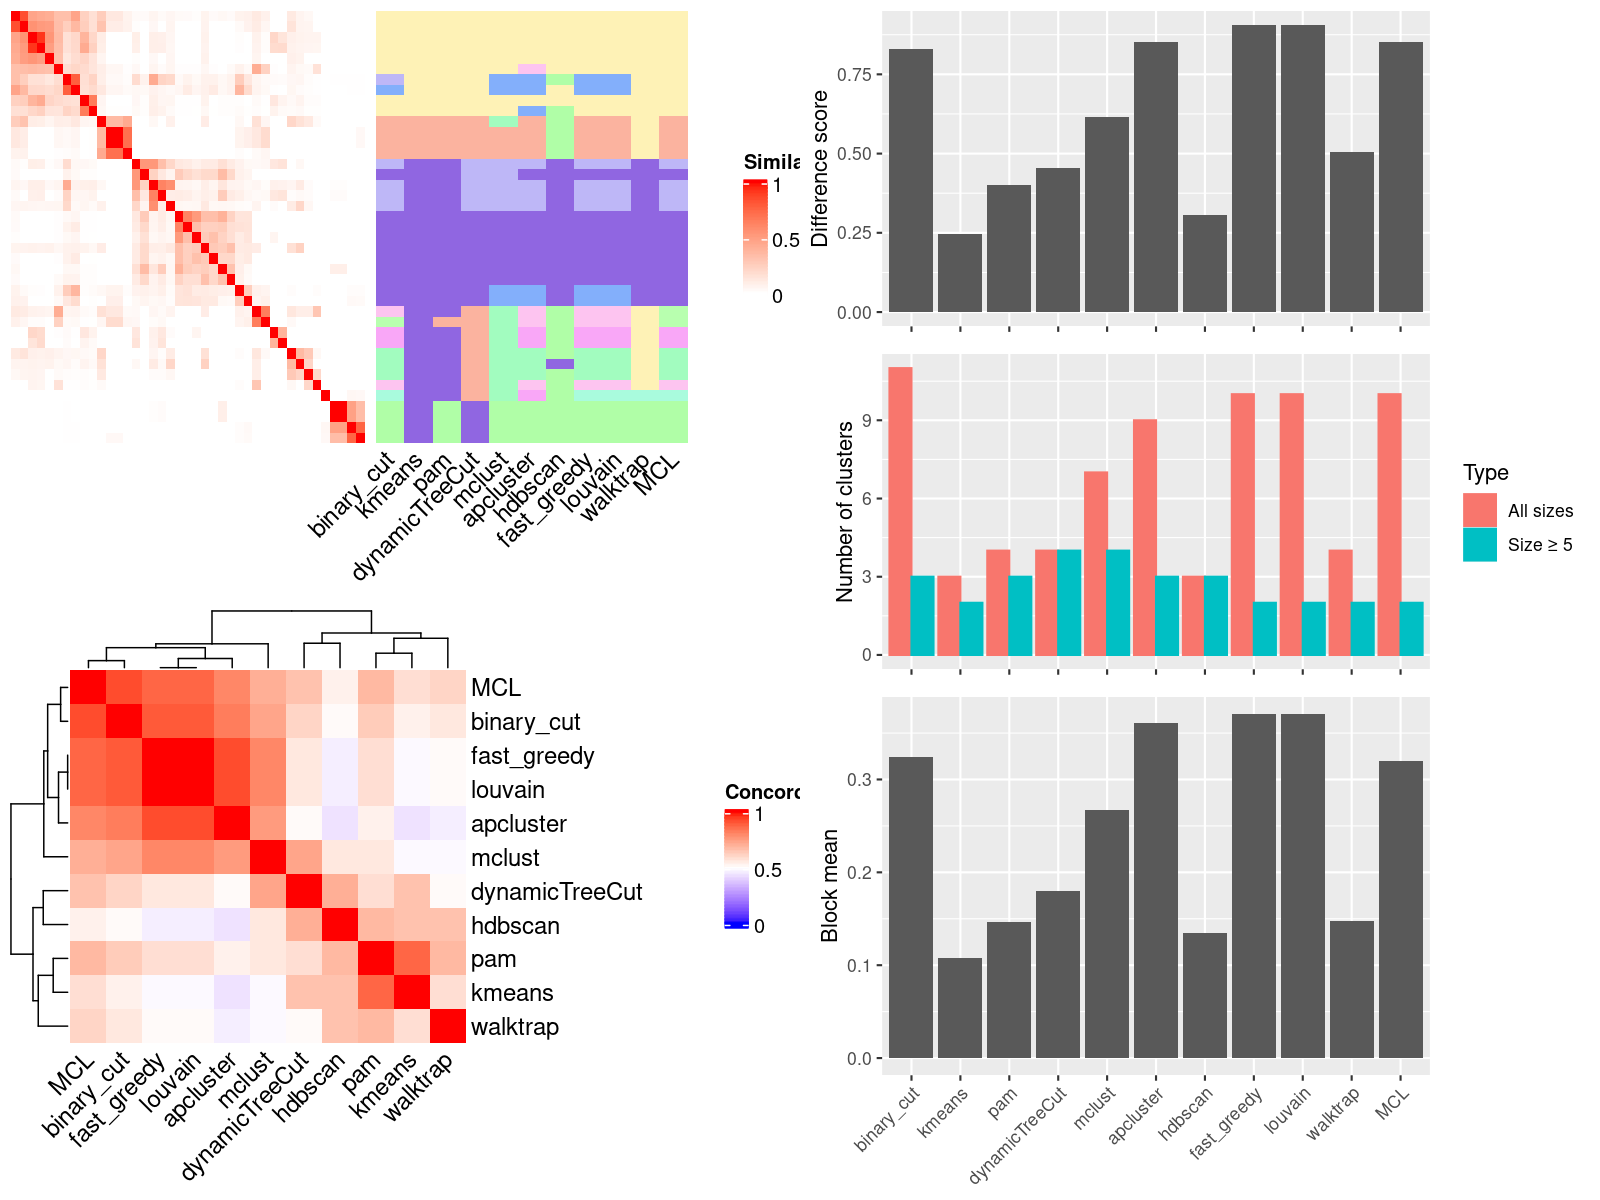 Simila
1
0.5
0
binary_cut
kmeans
pam
dynamicTreeCut
mclust
apcluster
hdbscan
fast_greedy
louvain
walktrap
MCL
Concord
1
0.5
0
MCL
binary_cut
fast_greedy
louvain
apcluster
mclust
dynamicTreeCut
hdbscan
pam
kmeans
walktrap
MCL
binary_cut
fast_greedy
louvain
apcluster
mclust
dynamicTreeCut
hdbscan
pam
kmeans
walktrap
Difference score
0.75
0.50
0.25
0.00
Number of clusters
9
6
3
0
Type
All sizes
Size ≥ 5
Block mean
0.3
0.2
0.1
0.0
binary_cut
kmeans
pam
dynamicTreeCut
mclust
apcluster
hdbscan
fast_greedy
louvain
walktrap
MCL